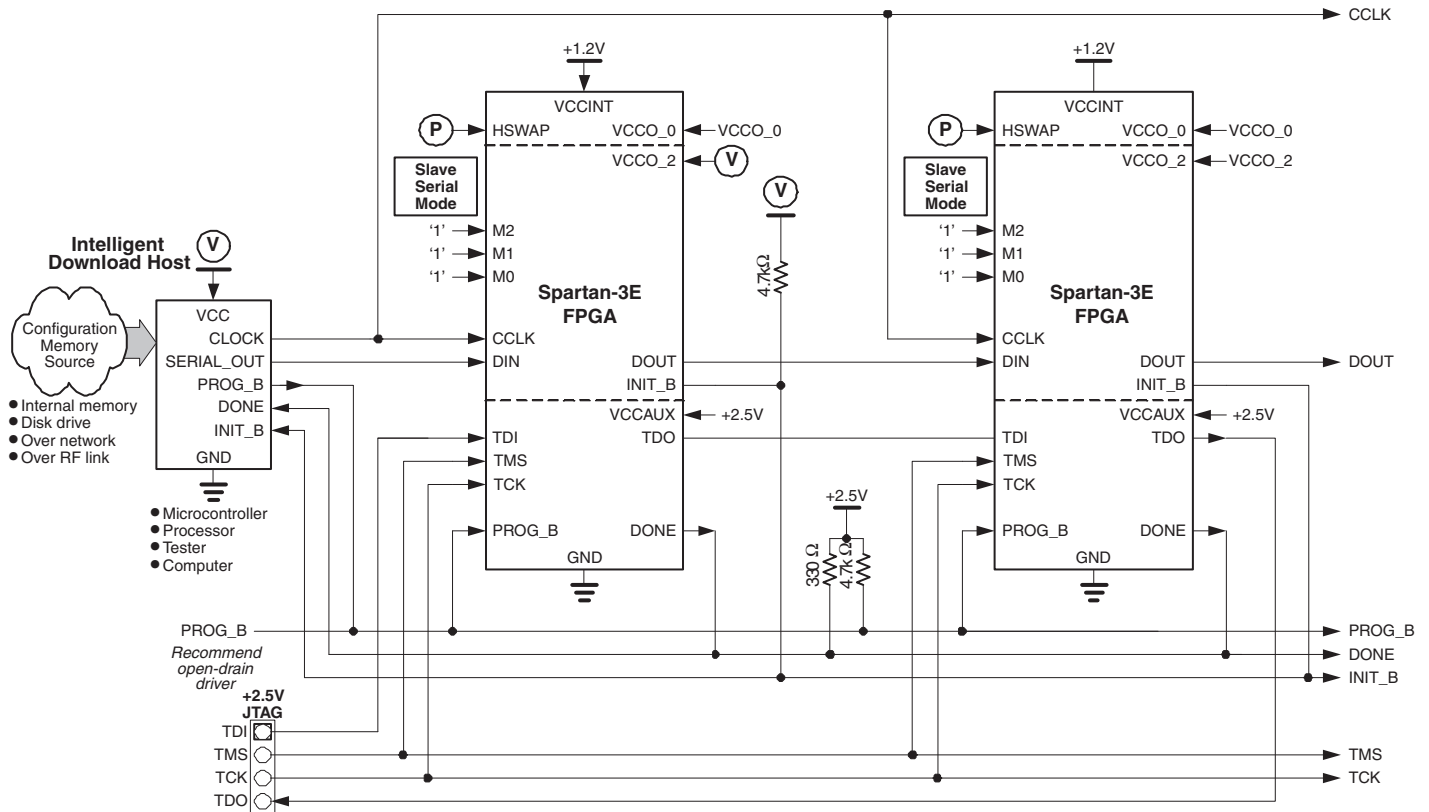 CCLK
+1.2V
+1.2V
VCCINT
VCCINT
P
HSWAP
VCCO_0
VCCO_0
P
HSWAP
VCCO_0
VCCO_0
VCCO_2
V
VCCO_2
VCCO_2
Slave
Serial
Mode
V
Slave
Serial
Mode
'1'
M2
'1'
M2
Intelligent
Download Host
V
'1'
M1
'1'
M1
'1'
M0
4.7kΩ
'1'
M0
Spartan-3E
FPGA
Spartan-3E
FPGA
Configuration
Memory
Source
VCC
CLOCK
CCLK
CCLK
SERIAL_OUT
DIN
DOUT
DIN
DOUT
DOUT
PROG_B
INIT_B
INIT_B
● Internal memory
● Disk drive
● Over network
● Over RF link
DONE
INIT_B
GND
VCCAUX
+2.5V
VCCAUX
+2.5V
TDI
TDO
TDI
TDO
TMS
TMS
TCK
TCK
● Microcontroller
● Processor
● Tester
● Computer
+2.5V
PROG_B
DONE
330 Ω
4.7kΩ
PROG_B
DONE
GND
GND
PROG_B
PROG_B
Recommend
open-drain
driver
DONE
INIT_B
+2.5V
JTAG
TDI
TMS
TMS
TCK
TCK
TDO